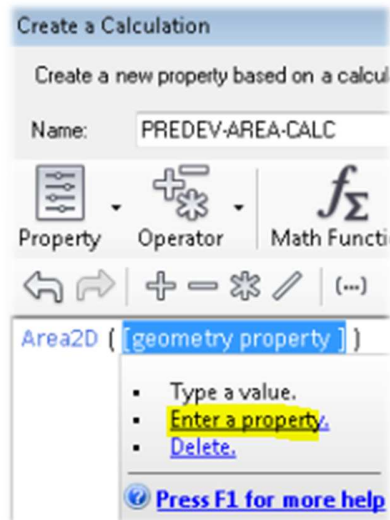 Create a Calculation
Create a new property based on a calcul
Name: PREDEV-AREA-CALC
Property Operator Math Functi
Area2D ( [geometry property ] )
Type a value.
Enter a property.
Delete.
Press F1 for more help